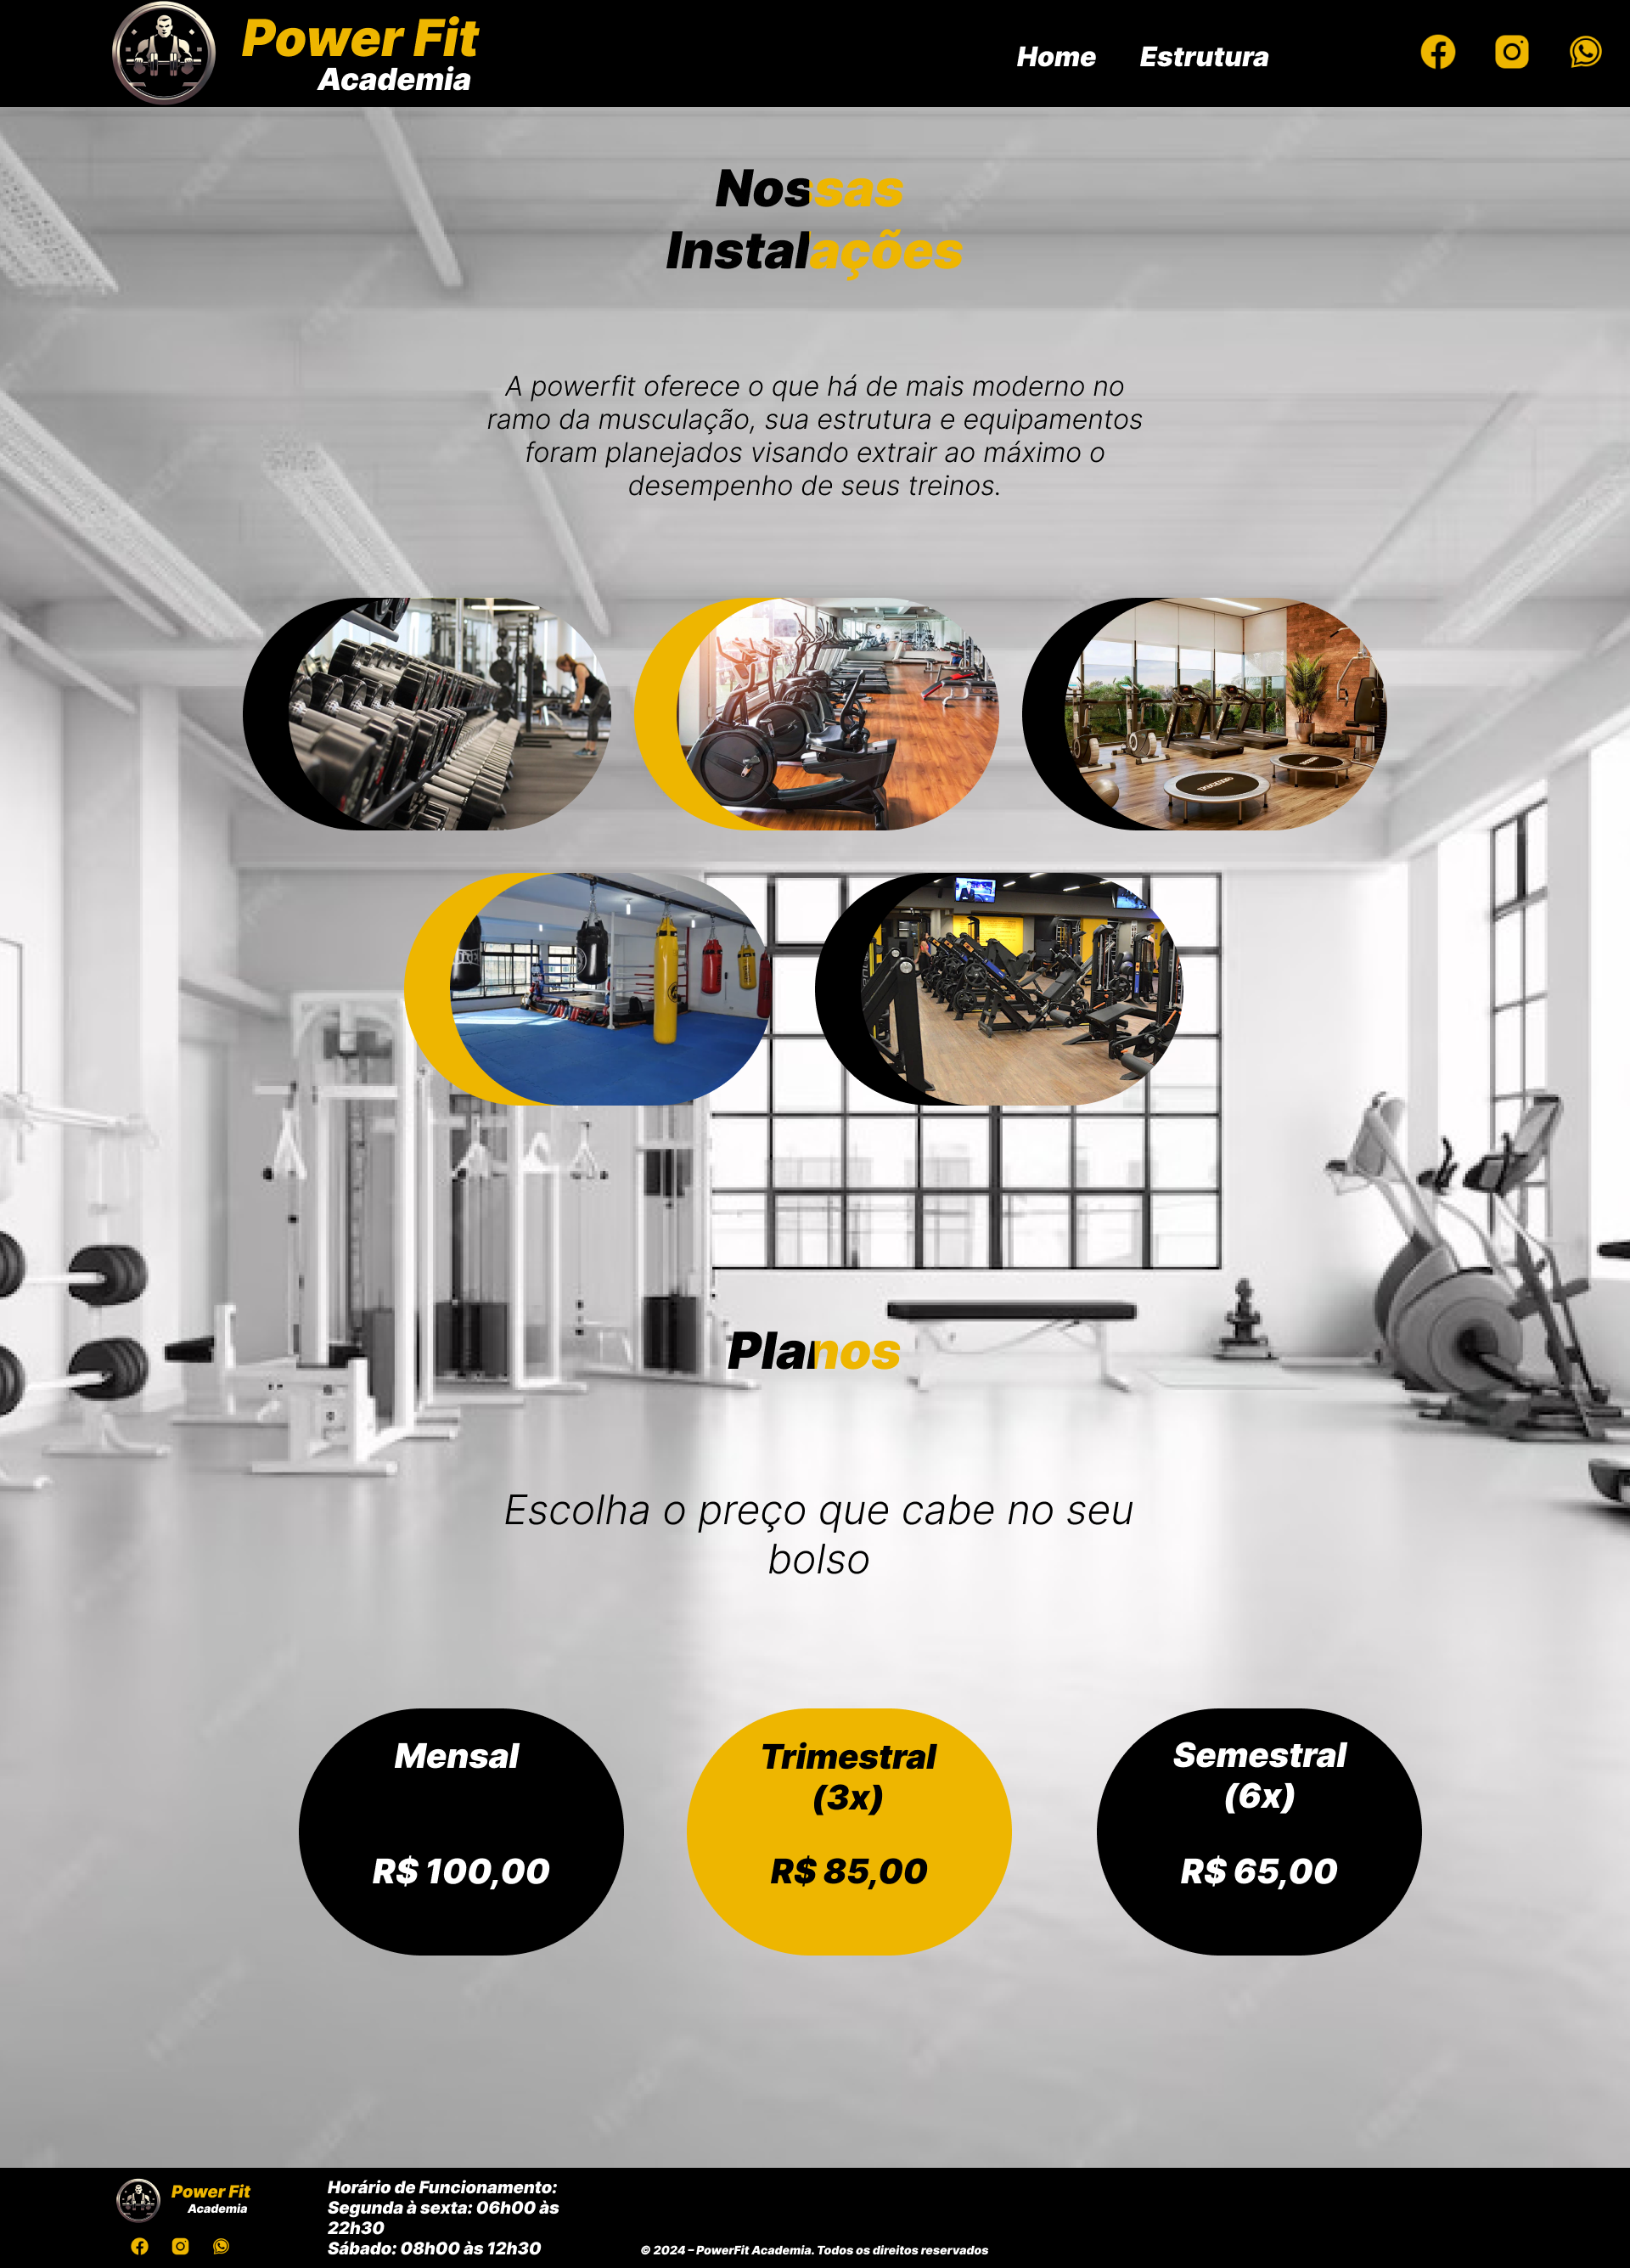 Power Fit
Academia
Home
Estrutura
Nossas
Instalações
A powerfit oferece o que há de mais moderno no
ramo da musculação, sua estrutura e equipamentos
foram planejados visando extrair ao máximo o
desempenho de seus treinos.
Planos
Escolha o preço que cabe no seu
bolso
Mensal
R$ 100,00
Trimestral
(3x)
R$ 85,00
Semestral
(6x)
R$ 65,00
Power Fit
Academia
Horário de Funcionamento:
Segunda à sexta: 06h00 às
22h30
Sábado: 08h00 às 12h30
© 2024 – PowerFit Academia. Todos os direitos reservados